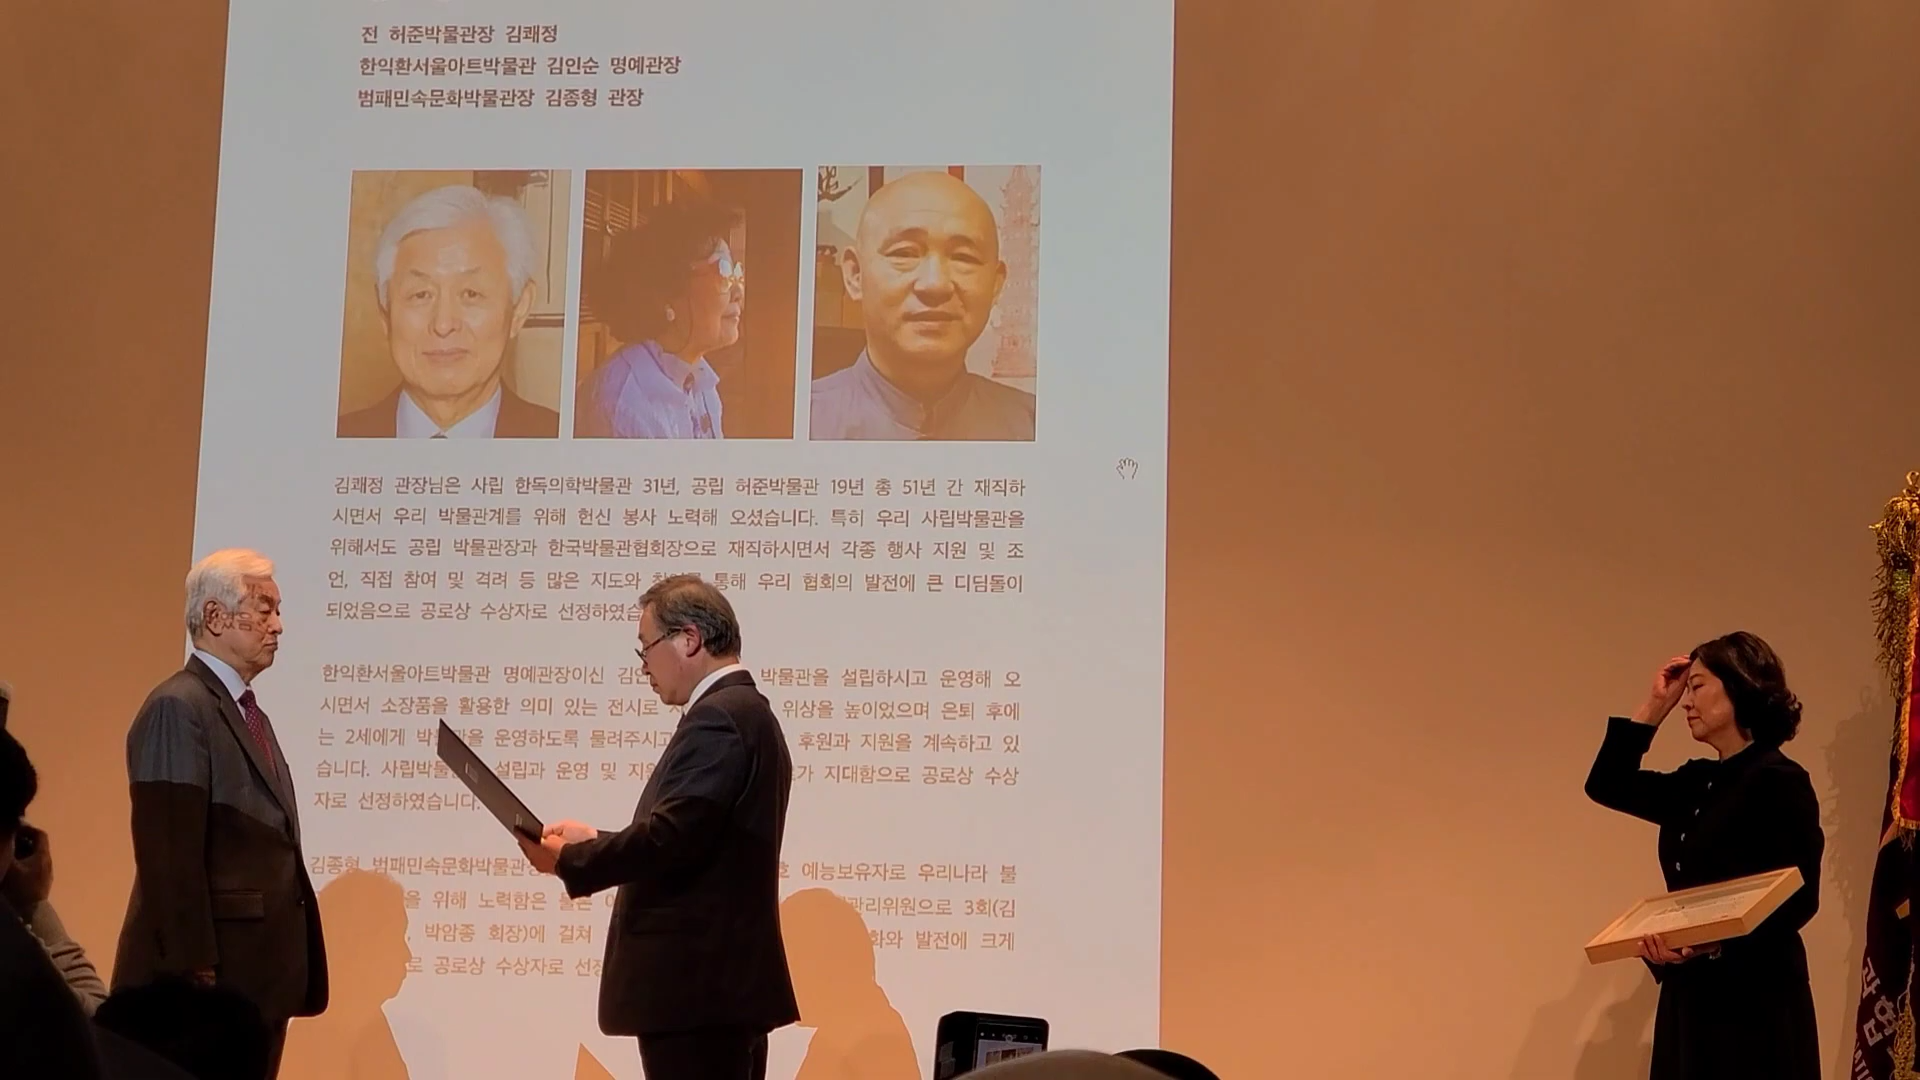 전 허준박물관장 김쾌정
한익환서울아트박물관 김인순 명예관장
범패민속문화박물관장 김종형 관장
김쾌정 관장님은 사립 한독의학박물관 31년, 공립 허준박물관 19년 총 51년 간 재직하
시면서 우리 박물관계를 위해 헌신 봉사 노력해 오셨습니다. 특히 우리 사립박물관을
위해서도 공립 박물관장과 한국박물관협회장으로 재직하시면서 각종 행사 지원 및 조
언, 직접 참여 및 격려 등 많은 지도와 통해 우리 협회의 발전에 큰 디딤돌이
되었음으로 공로상 수상자로 선정하였습
한익환서울아트박물관 명예관장이신 박물관을 설립하시고 운영해 오
시면서 소장품을 활용한 의미 있는 전시로 위상을 높이었으며 은퇴 후에
는 2세에게 박물관을 운영하도록 물려주시고 후원과 지원을 계속하고 있
습니다. 사립박물 설립과 운영 및 지대함으로 공로상 수상
자로 선정하였습니다.
김종형 범패민속문화박물관 예능보유자로 우리나라 불
을 위해 노력함은 물론 관리위원으로 3회(김
, 박암종 회장)에 걸쳐 발전에 크게
로 공로상 수상자로 선정